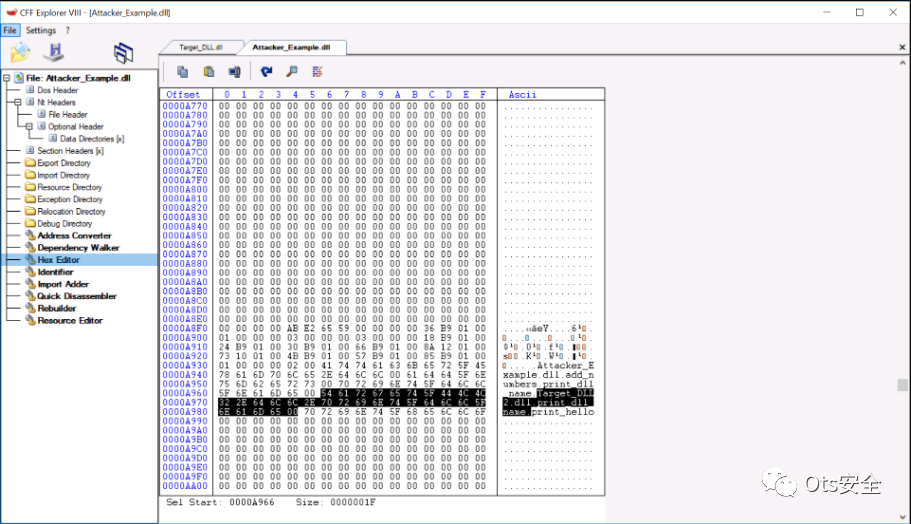 CFF Explorer VIII - [Attacker_Example.dll]
File Settings ?
Target_DLL.dll Attacker_Example.dll
File: Attacker_Example.dll
Dos Header
Nt Headers
File Header
Optional Header
Data Directories [x]
Section Headers [x]
Export Directory
Import Directory
Resource Directory
Exception Directory
Relocation Directory
Debug Directory
Address Converter
Dependency Walker
Hex Editor
Identifier
Import Adder
Quick Disassembler
Rebuilder
Resource Editor
Offset 0 1 2 3 4 5 6 7 8 9 A B C D E F Ascii
0000A770 00 00 00 00 00 00 00 00 00 00 00 00 00 00 00 00 ................
0000A780 00 00 00 00 00 00 00 00 00 00 00 00 00 00 00 00 ................
0000A790 00 00 00 00 00 00 00 00 00 00 00 00 00 00 00 00 ................
0000A7A0 00 00 00 00 00 00 00 00 00 00 00 00 00 00 00 00 ................
0000A7B0 00 00 00 00 00 00 00 00 00 00 00 00 00 00 00 00 ................
0000A7C0 00 00 00 00 00 00 00 00 00 00 00 00 00 00 00 00 ................
0000A7D0 00 00 00 00 00 00 00 00 00 00 00 00 00 00 00 00 ................
0000A7E0 00 00 00 00 00 00 00 00 00 00 00 00 00 00 00 00 ................
0000A7F0 00 00 00 00 00 00 00 00 00 00 00 00 00 00 00 00 ................
0000A800 00 00 00 00 00 00 00 00 00 00 00 00 00 00 00 00 ................
0000A810 00 00 00 00 00 00 00 00 00 00 00 00 00 00 00 00 ................
0000A820 00 00 00 00 00 00 00 00 00 00 00 00 00 00 00 00 ................
0000A830 00 00 00 00 00 00 00 00 00 00 00 00 00 00 00 00 ................
0000A840 00 00 00 00 00 00 00 00 00 00 00 00 00 00 00 00 ................
0000A850 00 00 00 00 00 00 00 00 00 00 00 00 00 00 00 00 ................
0000A860 00 00 00 00 00 00 00 00 00 00 00 00 00 00 00 00 ................
0000A870 00 00 00 00 00 00 00 00 00 00 00 00 00 00 00 00 ................
0000A880 00 00 00 00 00 00 00 00 00 00 00 00 00 00 00 00 ................
0000A890 00 00 00 00 00 00 00 00 00 00 00 00 00 00 00 00 ................
0000A8A0 00 00 00 00 00 00 00 00 00 00 00 00 00 00 00 00 ................
0000A8B0 00 00 00 00 00 00 00 00 00 00 00 00 00 00 00 00 ................
0000A8C0 00 00 00 00 00 00 00 00 00 00 00 00 00 00 00 00 ................
0000A8D0 00 00 00 00 00 00 00 00 00 00 00 00 00 00 00 00 ................
0000A8E0 00 00 00 00 00 00 00 00 00 00 00 00 00 00 00 00 ................
0000A8F0 00 00 00 00 AB E2 65 59 00 00 00 00 36 B9 01 00 ....«âeY....6¹
0000A900 01 00 00 00 03 00 00 00 03 00 00 00 18 B9 01 00
0000A910 24 B9 01 00 30 B9 01 00 66 B9 01 00 8A 12 01 00
0000A920 73 10 01 00 4B B9 01 00 57 B9 01 00 85 B9 01 00
0000A930 01 00 00 00 02 00 41 74 74 61 63 6B 65 72 5F 45 Attacker_E
0000A940 78 61 6D 70 6C 65 2E 64 6C 6C 00 61 64 64 5F 6E xample.dll.add_n
0000A950 75 6D 62 65 72 73 00 70 72 69 6E 74 5F 64 6C 6C umbers.print_dll
0000A960 5F 6E 61 6D 65 00 54 61 72 67 65 74 5F 44 4C 4C _name.Target_DLL
0000A970 32 2E 64 6C 6C 2E 70 72 69 6E 74 5F 64 6C 6C 5F 2.dll.print_dll_
0000A980 6E 61 6D 65 00 70 72 69 6E 74 5F 68 65 6C 6C 6F name.print_hello
0000A990 00 00 00 00 00 00 00 00 00 00 00 00 00 00 00 00 ................
0000A9A0 00 00 00 00 00 00 00 00 00 00 00 00 00 00 00 00 ................
0000A9B0 00 00 00 00 00 00 00 00 00 00 00 00 00 00 00 00 ................
0000A9C0 00 00 00 00 00 00 00 00 00 00 00 00 00 00 00 00 ................
0000A9D0 00 00 00 00 00 00 00 00 00 00 00 00 00 00 00 00 ................
0000A9E0 00 00 00 00 00 00 00 00 00 00 00 00 00 00 00 00 ................
0000A9F0 00 00 00 00 00 00 00 00 00 00 00 00 00 00 00 00 ................
0000AA00 00 00 00 00 00 00 00 00 00 00 00 00 00 00 00 00 ................
Sel Start: 0000A966 Size: 0000001F
Ots安全